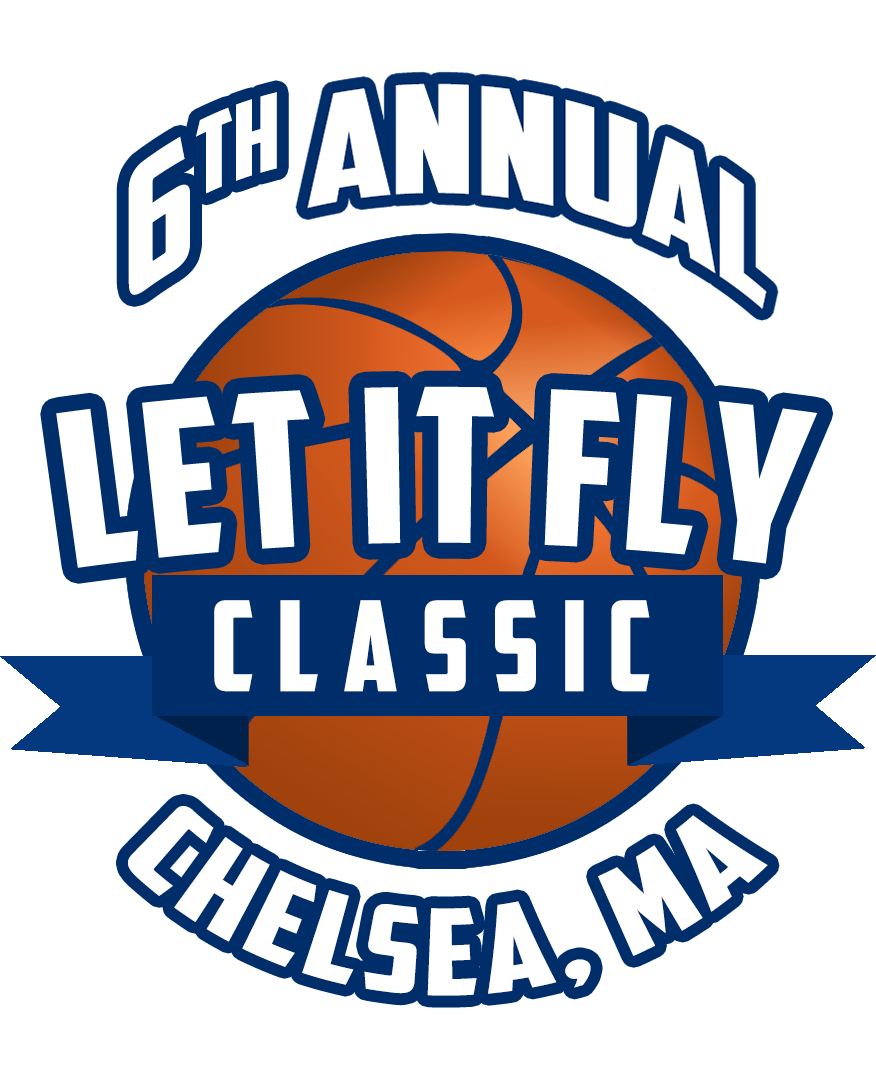 6TH ANNUAL
LET IT FLY
CLASSIC
CHELSEA, MA